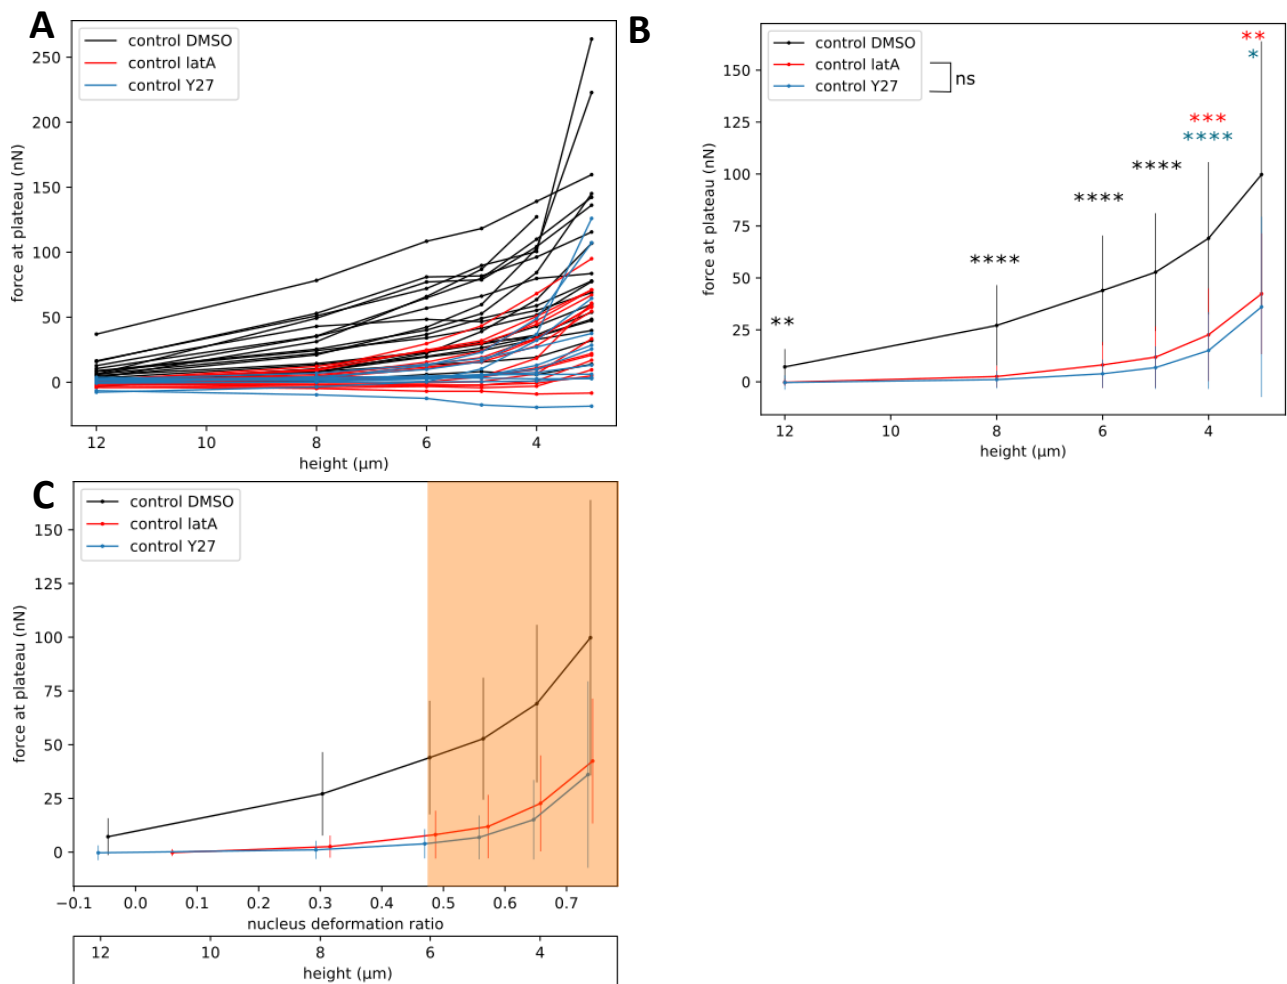 A
control DMSO
control latA
control Y27
250
200
150
100
50
0
force at plateau (nN)
12
10
8
6
4
height (µm)
B
control DMSO
control latA
control Y27
ns
**
*
***
****
****
****
****
**
150
125
100
75
50
25
0
force at plateau (nN)
12
10
8
6
4
height (µm)
C
control DMSO
control latA
control Y27
150
125
100
75
50
25
0
force at plateau (nN)
−0.1
0.0
0.1
0.2
0.3
0.4
0.5
0.6
0.7
nucleus deformation ratio
12
10
8
6
4
height (µm)